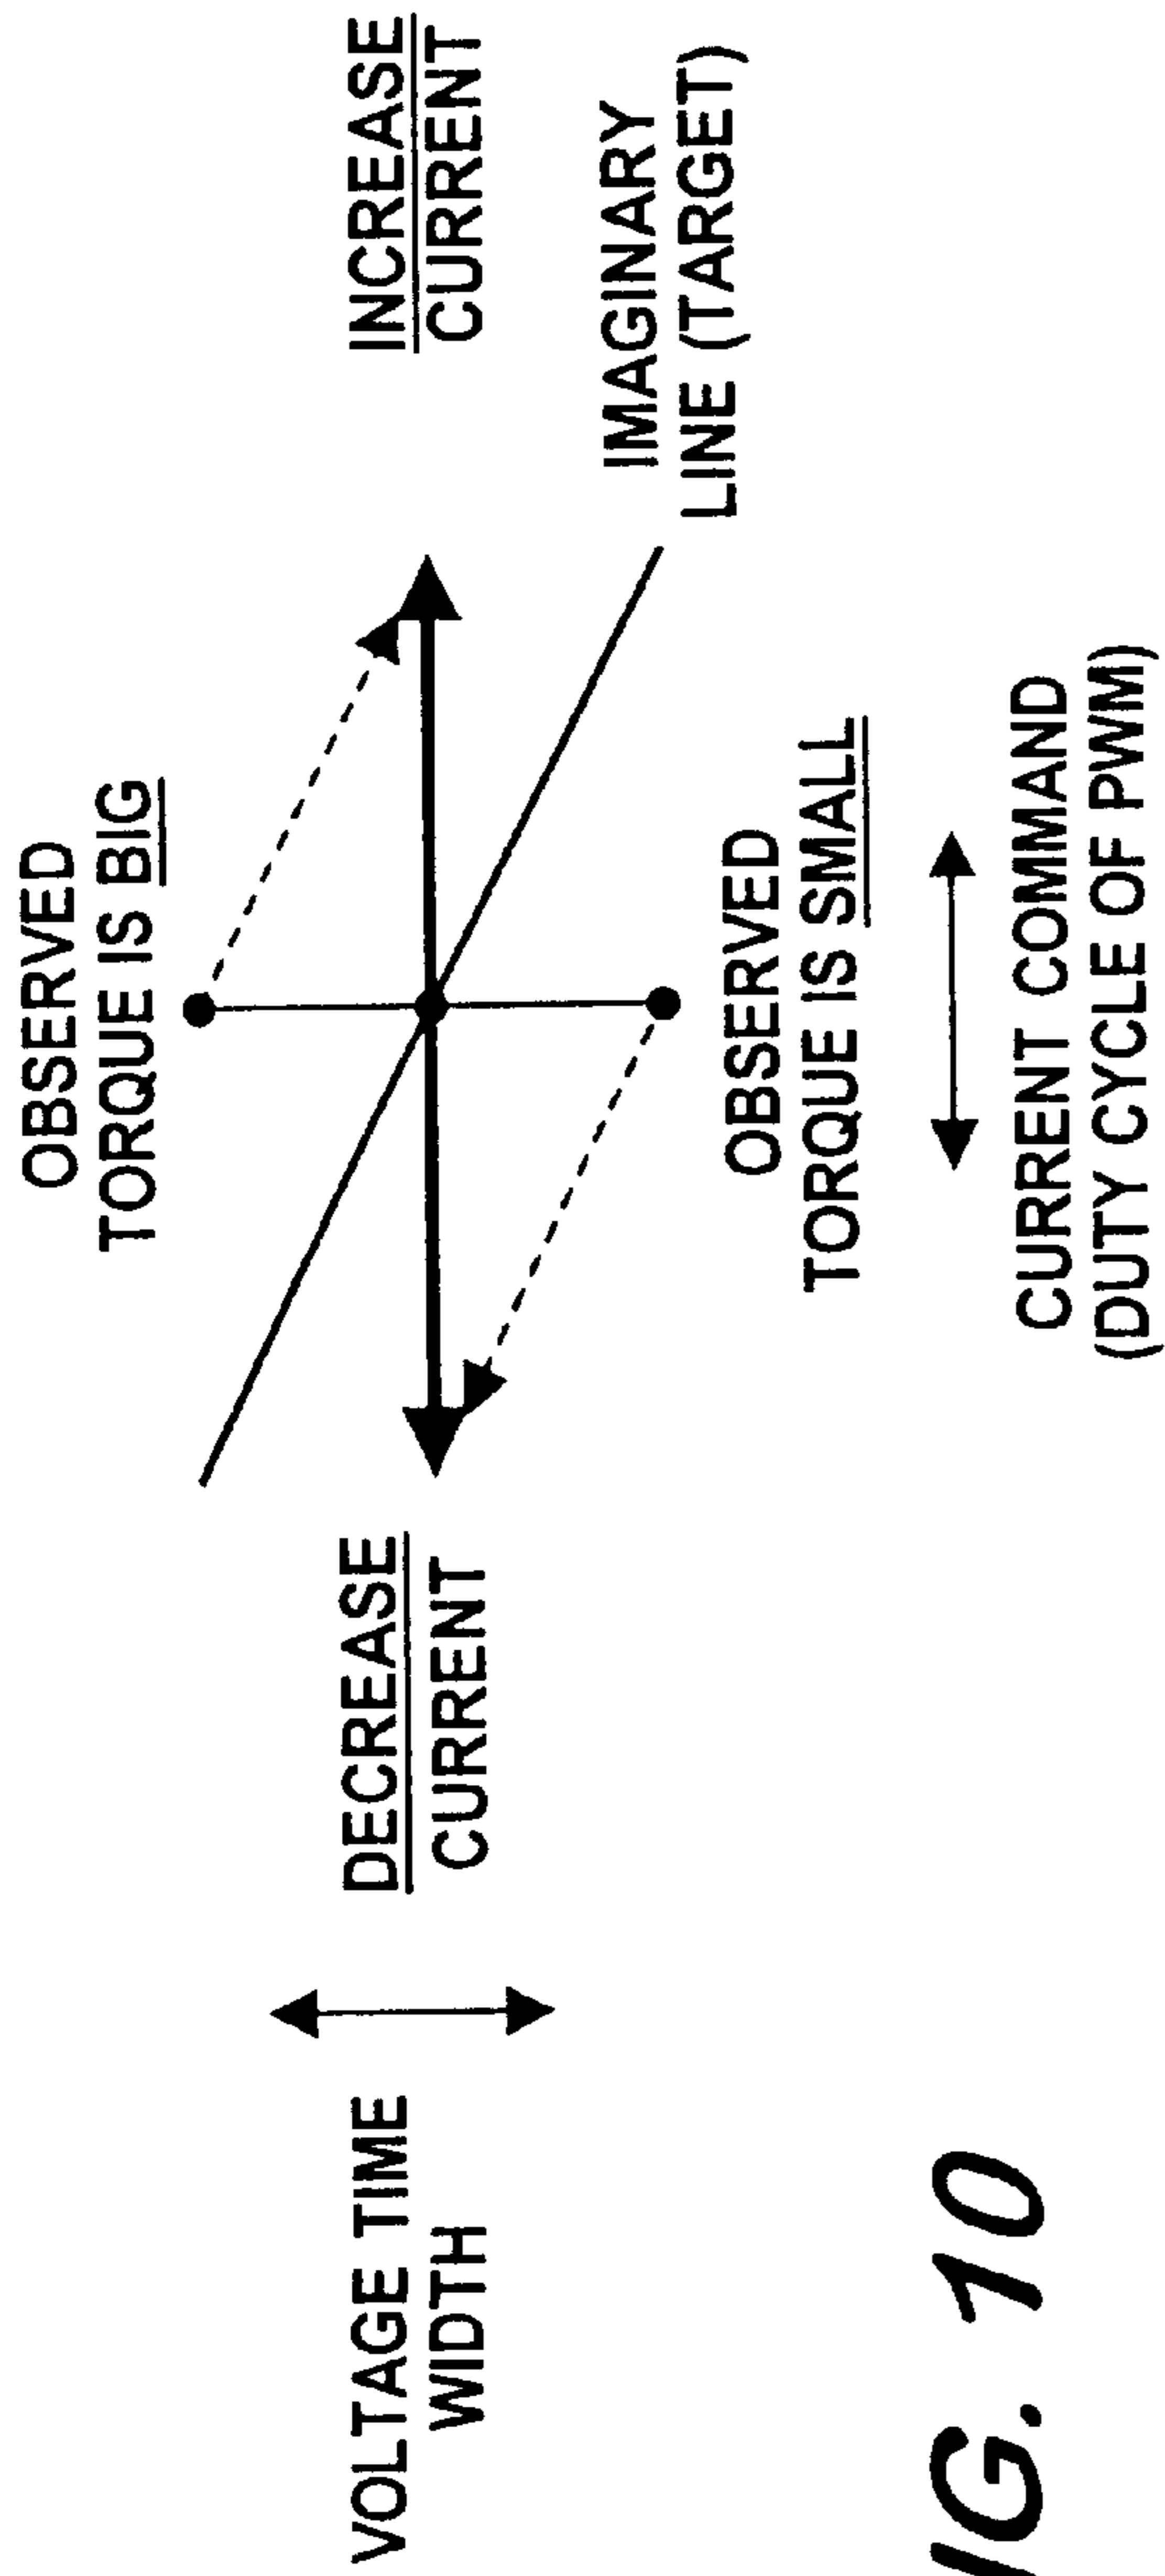 OBSERVED
TORQUE IS BIG
VOLTAGE TIME
WIDTH
DECREASE
CURRENT
INCREASE
CURRENT
IMAGINARY
LINE (TARGET)
OBSERVED
TORQUE IS SMALL
CURRENT COMMAND
(DUTY CYCLE OF PWM)
IG. 10